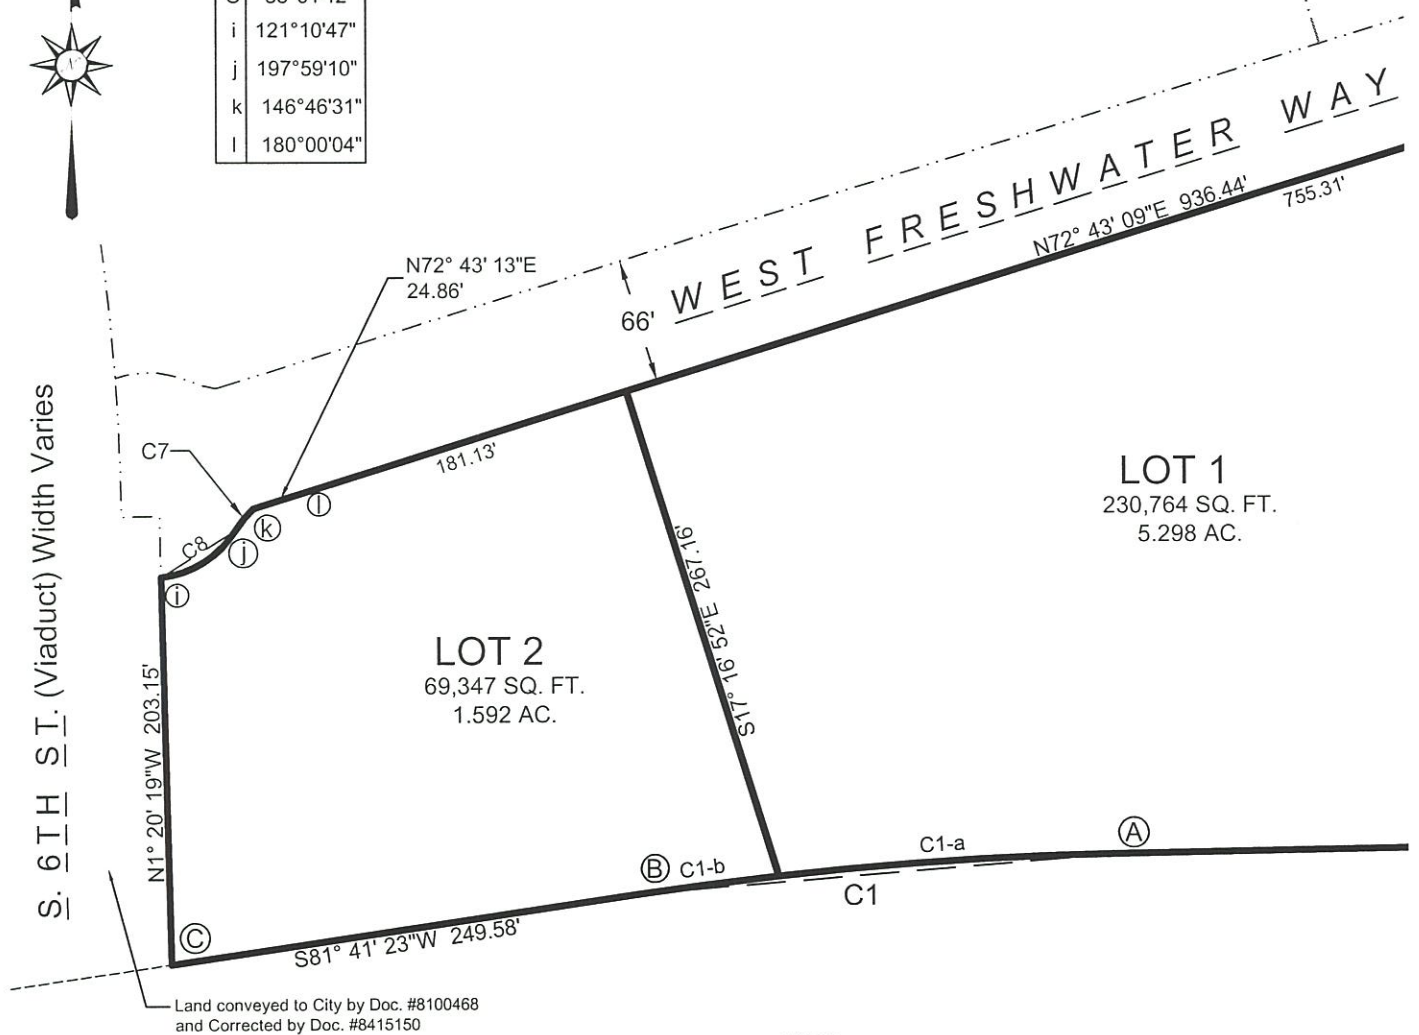 i 121°10'47"
j 197°59'10"
k 146°46'31"
l 180°00'04"
N
WEST FRESHWATER WAY
N72° 43' 09"E 936.44'
755.31'
N72° 43' 13"E
24.86'
66'
C7
181.13'
l
k
j
C8
i
LOT 1
230,764 SQ. FT.
5.298 AC.
S17° 16' 52"E 267.16'
LOT 2
69,347 SQ. FT.
1.592 AC.
S. 6TH ST. (Viaduct) Width Varies
N1° 20' 19"W 203.15'
A
C1-a
B
C1-b
C1
C
S81° 41' 23"W 249.58'
Land conveyed to City by Doc. #8100468
and Corrected by Doc. #8415150